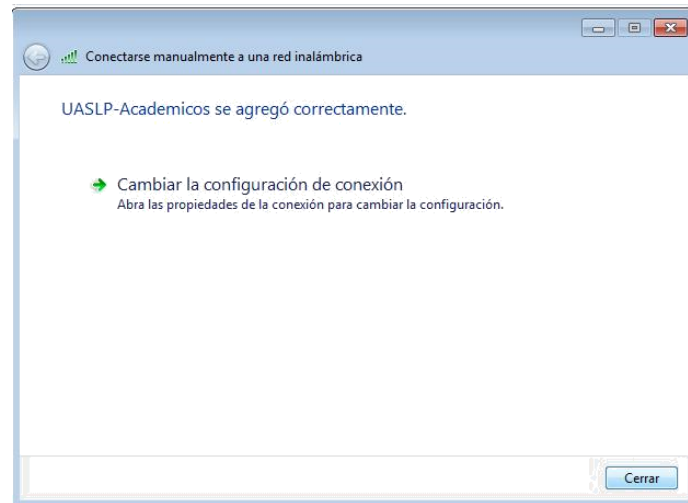 Conectarse manualmente a una red inalámbrica
UASLP-Academicos se agregó correctamente.
Cambiar la configuración de conexión
Abra las propiedades de la conexión para cambiar la configuración.
Cerrar